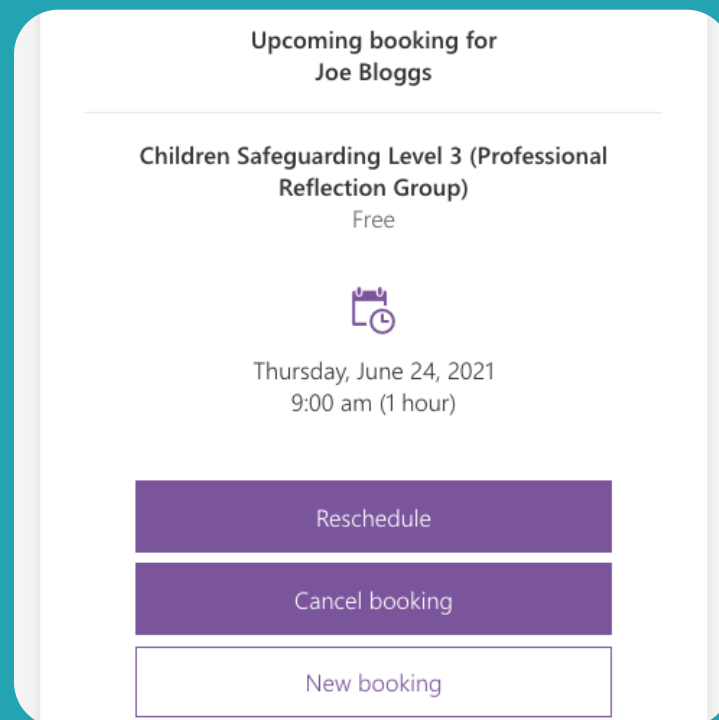 Upcoming booking for
Joe Bloggs
Children Safeguarding Level 3 (Professional
Reflection Group)
Free
Thursday, June 24, 2021
9:00 am (1 hour)
Reschedule
Cancel booking
New booking